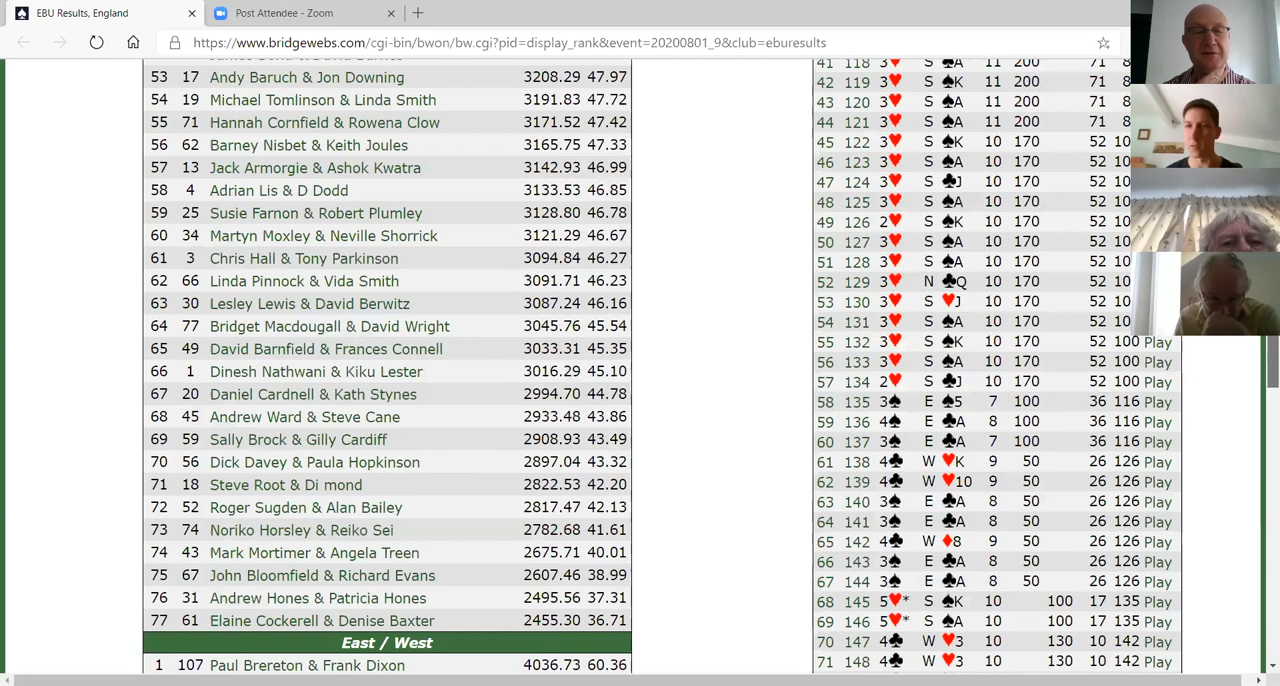 EBU Results, England
Post Attendee - Zoom
https://www.bridgewebs.com/cgi-bin/bwon/bw.cgi?pid=display_rank&event=20200801_9&club=eburesults
53 17 Andy Baruch & Jon Downing 3208.29 47.97
54 19 Michael Tomlinson & Linda Smith 3191.83 47.72
55 71 Hannah Cornfield & Rowena Clow 3171.52 47.42
56 62 Barney Nisbet & Keith Joules 3165.75 47.33
57 13 Jack Armorgie & Ashok Kwatra 3142.93 46.99
58 4 Adrian Lis & D Dodd 3133.53 46.85
59 25 Susie Farnon & Robert Plumley 3128.80 46.78
60 34 Martyn Moxley & Neville Shorrick 3121.29 46.67
61 3 Chris Hall & Tony Parkinson 3094.84 46.27
62 66 Linda Pinnock & Vida Smith 3091.71 46.23
63 30 Lesley Lewis & David Berwitz 3087.24 46.16
64 77 Bridget Macdougall & David Wright 3045.76 45.54
65 49 David Barnfield & Frances Connell 3033.31 45.35
66 1 Dinesh Nathwani & Kiku Lester 3016.29 45.10
67 20 Daniel Cardnell & Kath Stynes 2994.70 44.78
68 45 Andrew Ward & Steve Cane 2933.48 43.86
69 59 Sally Brock & Gilly Cardiff 2908.93 43.49
70 56 Dick Davey & Paula Hopkinson 2897.04 43.32
71 18 Steve Root & Di mond 2822.53 42.20
72 52 Roger Sugden & Alan Bailey 2817.47 42.13
73 74 Noriko Horsley & Reiko Sei 2782.68 41.61
74 43 Mark Mortimer & Angela Treen 2675.71 40.01
75 67 John Bloomfield & Richard Evans 2607.46 38.99
76 31 Andrew Hones & Patricia Hones 2495.56 37.31
77 61 Elaine Cockerell & Denise Baxter 2455.30 36.71
East / West
1 107 Paul Brereton & Frank Dixon 4036.73 60.36
41 118 3♥ S ♠A 11 200 71 8
42 119 3♥ S ♠K 11 200 71 8
43 120 3♥ S ♠A 11 200 71 8
44 121 3♥ S ♠A 11 200 71 8
45 122 3♥ S ♠K 10 170 52 10
46 123 3♥ S ♠A 10 170 52 10
47 124 3♥ S ♣J 10 170 52 10
48 125 3♥ S ♠A 10 170 52 10
49 126 2♥ S ♠K 10 170 52 10
50 127 3♥ S ♠A 10 170 52 10
51 128 3♥ S ♠A 10 170 52 10
52 129 3♥ N ♣Q 10 170 52 10
53 130 3♥ S ♥J 10 170 52 10
54 131 3♥ S ♠A 10 170 52 10
55 132 3♥ S ♠K 10 170 52 100 Play
56 133 3♥ S ♠A 10 170 52 100 Play
57 134 2♥ S ♣J 10 170 52 100 Play
58 135 3♠ E ♠5 7 100 36 116 Play
59 136 4♠ E ♣A 8 100 36 116 Play
60 137 3♠ E ♣A 7 100 36 116 Play
61 138 4♣ W ♥K 9 50 26 126 Play
62 139 4♣ W ♥10 9 50 26 126 Play
63 140 3♠ E ♣A 8 50 26 126 Play
64 141 3♠ E ♣A 8 50 26 126 Play
65 142 4♣ W ♦8 9 50 26 126 Play
66 143 3♠ E ♣A 8 50 26 126 Play
67 144 3♠ E ♣A 8 50 26 126 Play
68 145 5♥* S ♠K 10 100 17 135 Play
69 146 5♥* S ♠A 10 100 17 135 Play
70 147 4♣ W ♥3 10 130 10 142 Play
71 148 4♣ W ♥3 10 130 10 142 Play